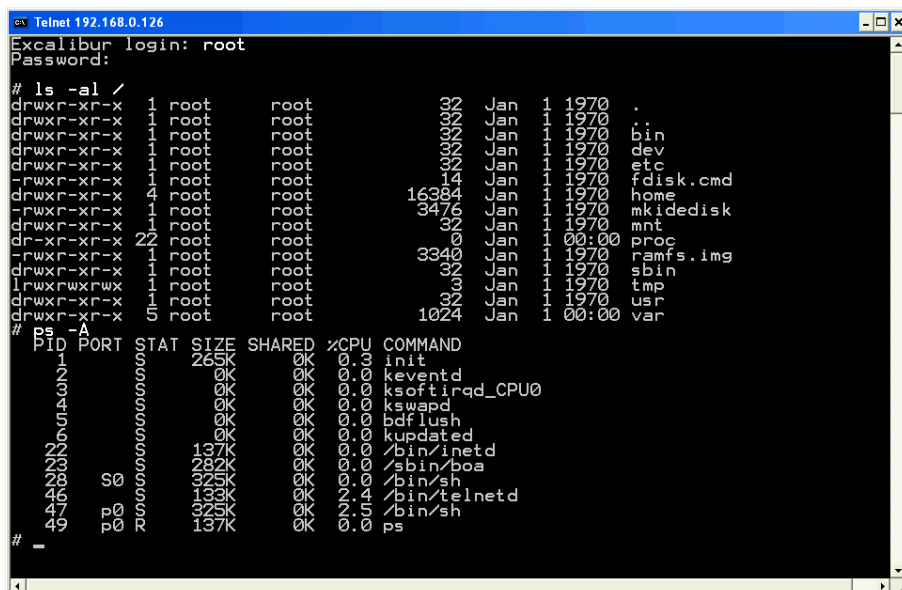 Telnet 192.168.0.126
Excalibur login: root
Password:
# ls -al /
drwxr-xr-x  1 root     root           32  Jan  1 1970  .
drwxr-xr-x  1 root     root           32  Jan  1 1970  ..
drwxr-xr-x  1 root     root           32  Jan  1 1970  bin
drwxr-xr-x  1 root     root           32  Jan  1 1970  dev
drwxr-xr-x  1 root     root           32  Jan  1 1970  etc
-rwxr-xr-x  1 root     root           14  Jan  1 1970  fdisk.cmd
drwxr-xr-x  4 root     root        16384  Jan  1 1970  home
-rwxr-xr-x  1 root     root         3476  Jan  1 1970  mkidedisk
drwxr-xr-x  1 root     root           32  Jan  1 1970  mnt
dr-xr-xr-x 22 root     root            0  Jan  1 00:00 proc
-rwxr-xr-x  1 root     root         3340  Jan  1 1970  ramfs.img
drwxr-xr-x  1 root     root           32  Jan  1 1970  sbin
lrwxrwxrwx  1 root     root            3  Jan  1 1970  tmp
drwxr-xr-x  1 root     root           32  Jan  1 1970  usr
drwxr-xr-x  5 root     root         1024  Jan  1 00:00 var
# ps -A
PID PORT STAT SIZE SHARED %CPU COMMAND
1 S 265K 0K 0.3 init
2 S 0K 0K 0.0 keventd
3 S 0K 0K 0.0 ksoftirqd_CPU0
4 S 0K 0K 0.0 kswapd
5 S 0K 0K 0.0 bdflush
6 S 0K 0K 0.0 kupdated
22 S 137K 0K 0.0 /bin/inetd
23 S 282K 0K 0.0 /sbin/boa
28 S0 S 325K 0K 0.0 /bin/sh
46 S 133K 0K 2.4 /bin/telnetd
47 p0 S 325K 0K 2.5 /bin/sh
49 p0 R 137K 0K 0.0 ps
# _